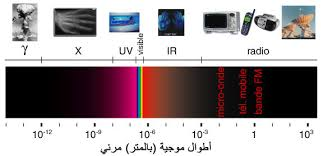 γ X UV visible IR radio
micro-onde
tél. mobile
bande FM
10-12 10-9 10-6 10-3 1 103
أطوال موجية (بالمتر) مرئي